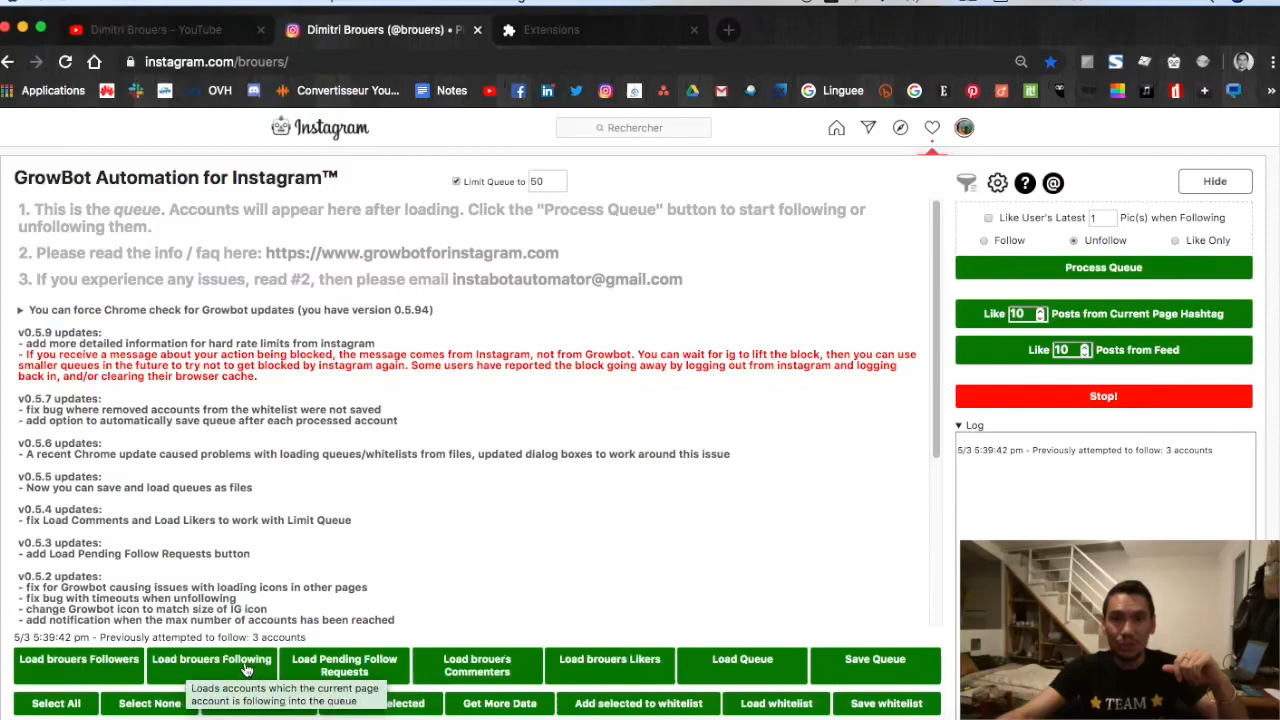 Dimitri Brouers - YouTube
Dimitri Brouers (@brouers) • P
Extensions
instagram.com/brouers/
Applications
OVH
Convertisseur You...
Notes
Linguee
Instagram
Rechercher
GrowBot Automation for Instagram™
Limit Queue to 50
Hide
1. This is the queue. Accounts will appear here after loading. Click the "Process Queue" button to start following or
unfollowing them.
2. Please read the info / faq here: https://www.growbotforinstagram.com
3. If you experience any issues, read #2, then please email instabotautomator@gmail.com
Like User's Latest 1 Pic(s) when Following
Follow Unfollow Like Only
Process Queue
Like 10 Posts from Current Page Hashtag
Like 10 Posts from Feed
Stop!
▼ Log
5/3 5:39:42 pm - Previously attempted to follow: 3 accounts
► You can force Chrome check for Growbot updates (you have version 0.5.94)
v0.5.9 updates:
- add more detailed information for hard rate limits from instagram
- If you receive a message about your action being blocked, the message comes from Instagram, not from Growbot. You can wait for ig to lift the block, then you can use
smaller queues in the future to try not to get blocked by instagram again. Some users have reported the block going away by logging out from instagram and logging
back in, and/or clearing their browser cache.
v0.5.7 updates:
- fix bug where removed accounts from the whitelist were not saved
- add option to automatically save queue after each processed account
v0.5.6 updates:
- A recent Chrome update caused problems with loading queues/whitelists from files, updated dialog boxes to work around this issue
v0.5.5 updates:
- Now you can save and load queues as files
v0.5.4 updates:
- fix Load Comments and Load Likers to work with Limit Queue
v0.5.3 updates:
- add Load Pending Follow Requests button
v0.5.2 updates:
- fix for Growbot causing issues with loading icons in other pages
- fix bug with timeouts when unfollowing
- change Growbot icon to match size of IG icon
- add notification when the max number of accounts has been reached
5/3 5:39:42 pm - Previously attempted to follow: 3 accounts
Load brouers Followers
Load brouers Following
Load Pending Follow
Requests
Load brouers
Commenters
Load brouers Likers
Load Queue
Save Queue
Loads accounts which the current page
account is following into the queue
Select All
Select None
elected
Get More Data
Add selected to whitelist
Load whitelist
Save whitelist
TEAM